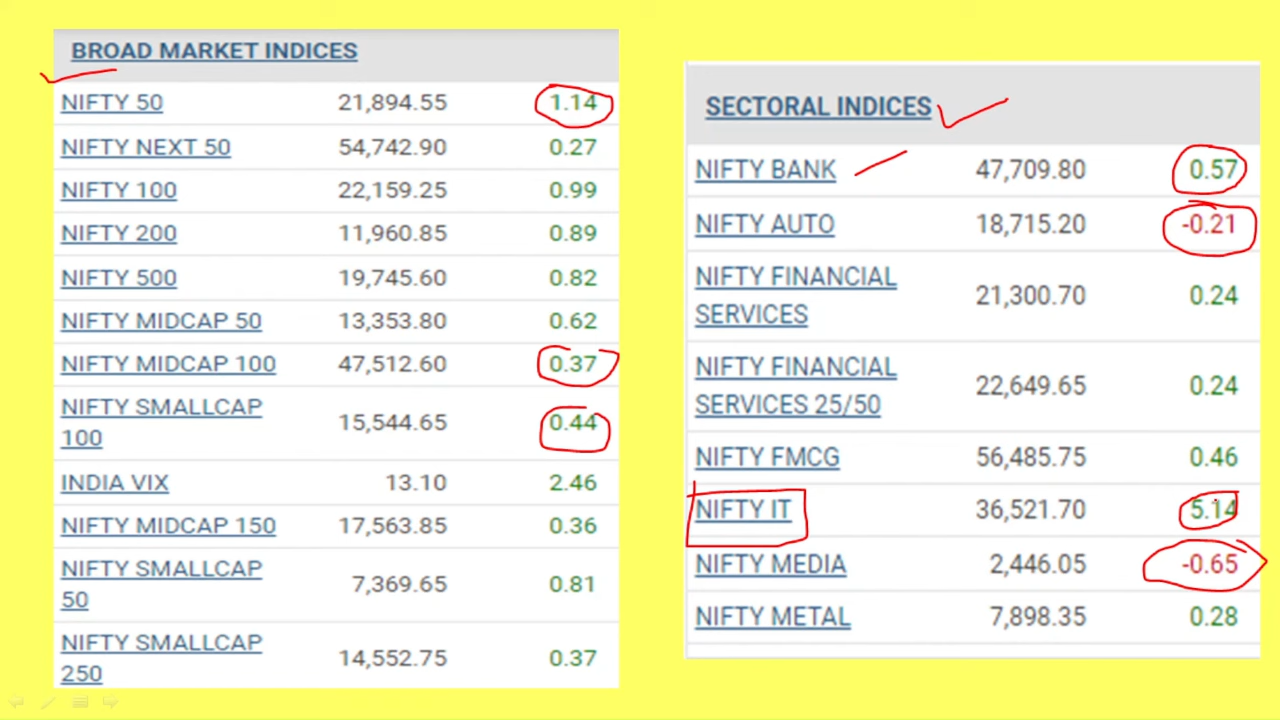 BROAD MARKET INDICES
NIFTY 50 21,894.55 1.14
NIFTY NEXT 50 54,742.90 0.27
NIFTY 100 22,159.25 0.99
NIFTY 200 11,960.85 0.89
NIFTY 500 19,745.60 0.82
NIFTY MIDCAP 50 13,353.80 0.62
NIFTY MIDCAP 100 47,512.60 0.37
NIFTY SMALLCAP
100 15,544.65 0.44
INDIA VIX 13.10 2.46
NIFTY MIDCAP 150 17,563.85 0.36
NIFTY SMALLCAP
50 7,369.65 0.81
NIFTY SMALLCAP
250 14,552.75 0.37
SECTORAL INDICES
NIFTY BANK 47,709.80 0.57
NIFTY AUTO 18,715.20 -0.21
NIFTY FINANCIAL
SERVICES 21,300.70 0.24
NIFTY FINANCIAL
SERVICES 25/50 22,649.65 0.24
NIFTY FMCG 56,485.75 0.46
NIFTY IT 36,521.70 5.14
NIFTY MEDIA 2,446.05 -0.65
NIFTY METAL 7,898.35 0.28